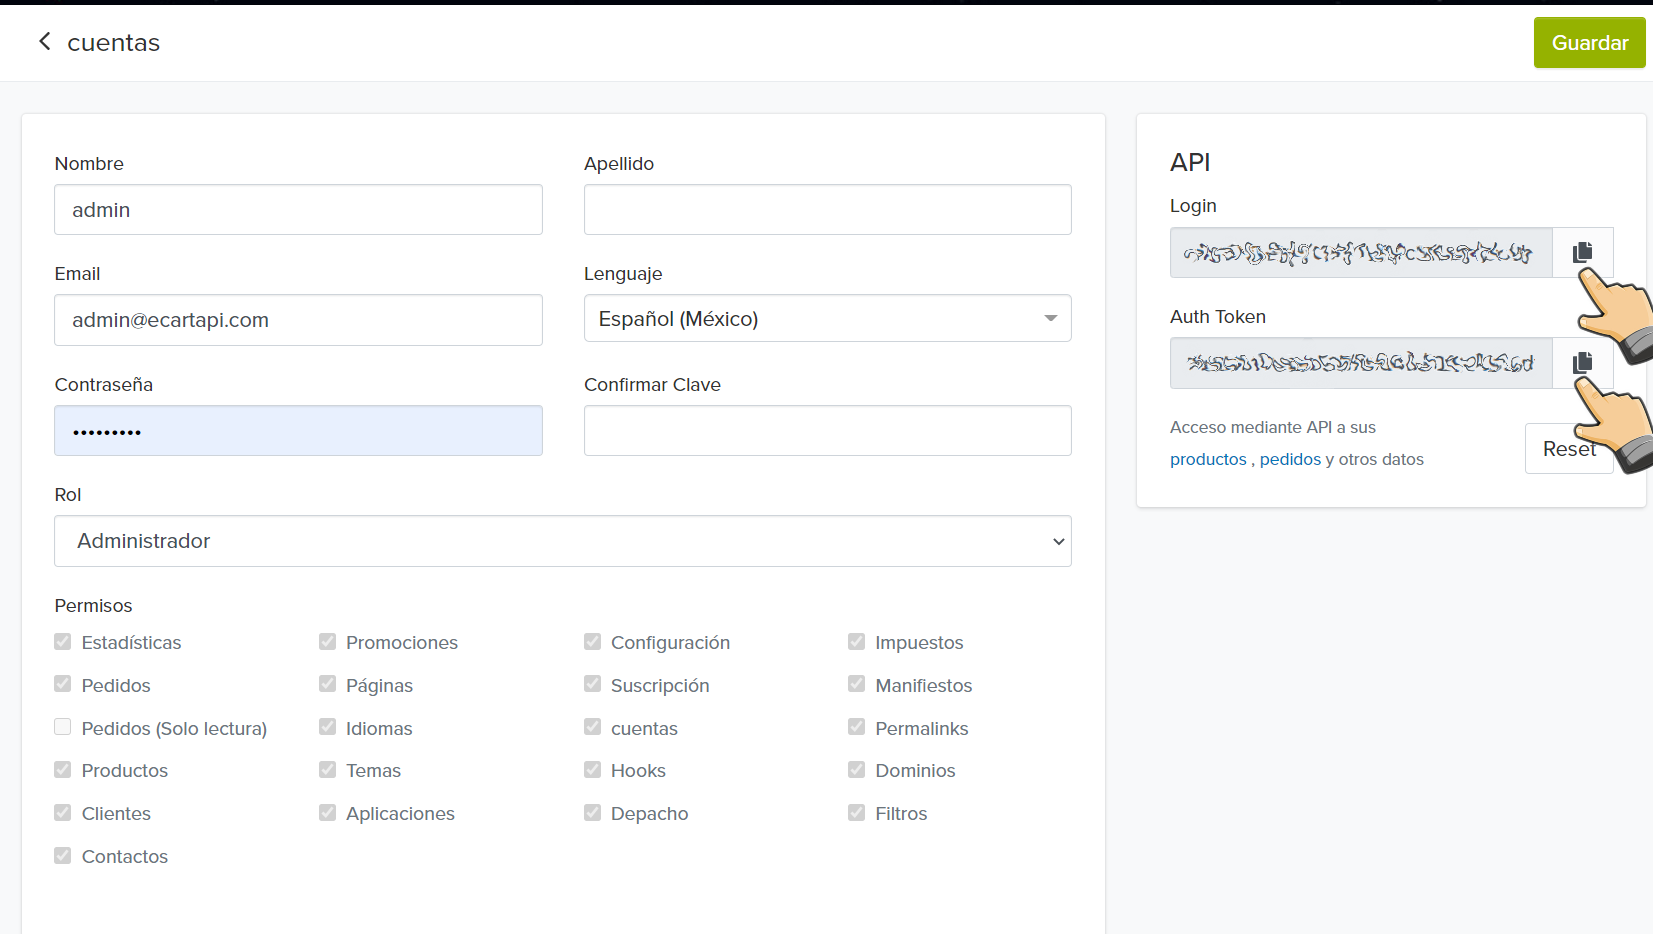 cuentas
Guardar
Nombre
Apellido
admin
Email
Lenguaje
admin@ecartapi.com
Español (México)
Contraseña
Confirmar Clave
•••••••••
Rol
Administrador
Permisos
Estadísticas
Promociones
Configuración
Impuestos
Pedidos
Páginas
Suscripción
Manifiestos
Pedidos (Solo lectura)
Idiomas
cuentas
Permalinks
Productos
Temas
Hooks
Dominios
Clientes
Aplicaciones
Depacho
Filtros
Contactos
API
Login
Auth Token
Acceso mediante API a sus
productos , pedidos y otros datos
Reset